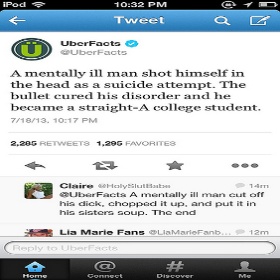 iPod
10:32 PM
Tweet
UberFacts
@UberFacts
A mentally ill man shot himself in
the head as a suicide attempt. The
bullet cured his disorder and he
became a straight-A college student.
7/18/13, 10:17 PM
2,285 RETWEETS 1,295 FAVORITES
Claire @HolySlutBabe 14m
@UberFacts A mentally ill man cut off
his dick, chopped it up, and put it in
his sisters soup. The end
Lia Marie Fans @LiaMarieFanb... 12m
Reply to UberFacts
Home
Connect
Discover
Me